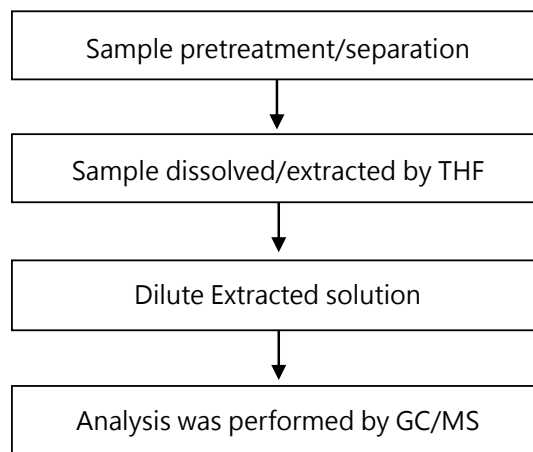 Sample pretreatment/separation
Sample dissolved/extracted by THF
Dilute Extracted solution
Analysis was performed by GC/MS